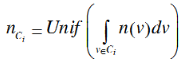 n_{C_i} = Unif ( ∫_{v∈C_i} n(v)dv )